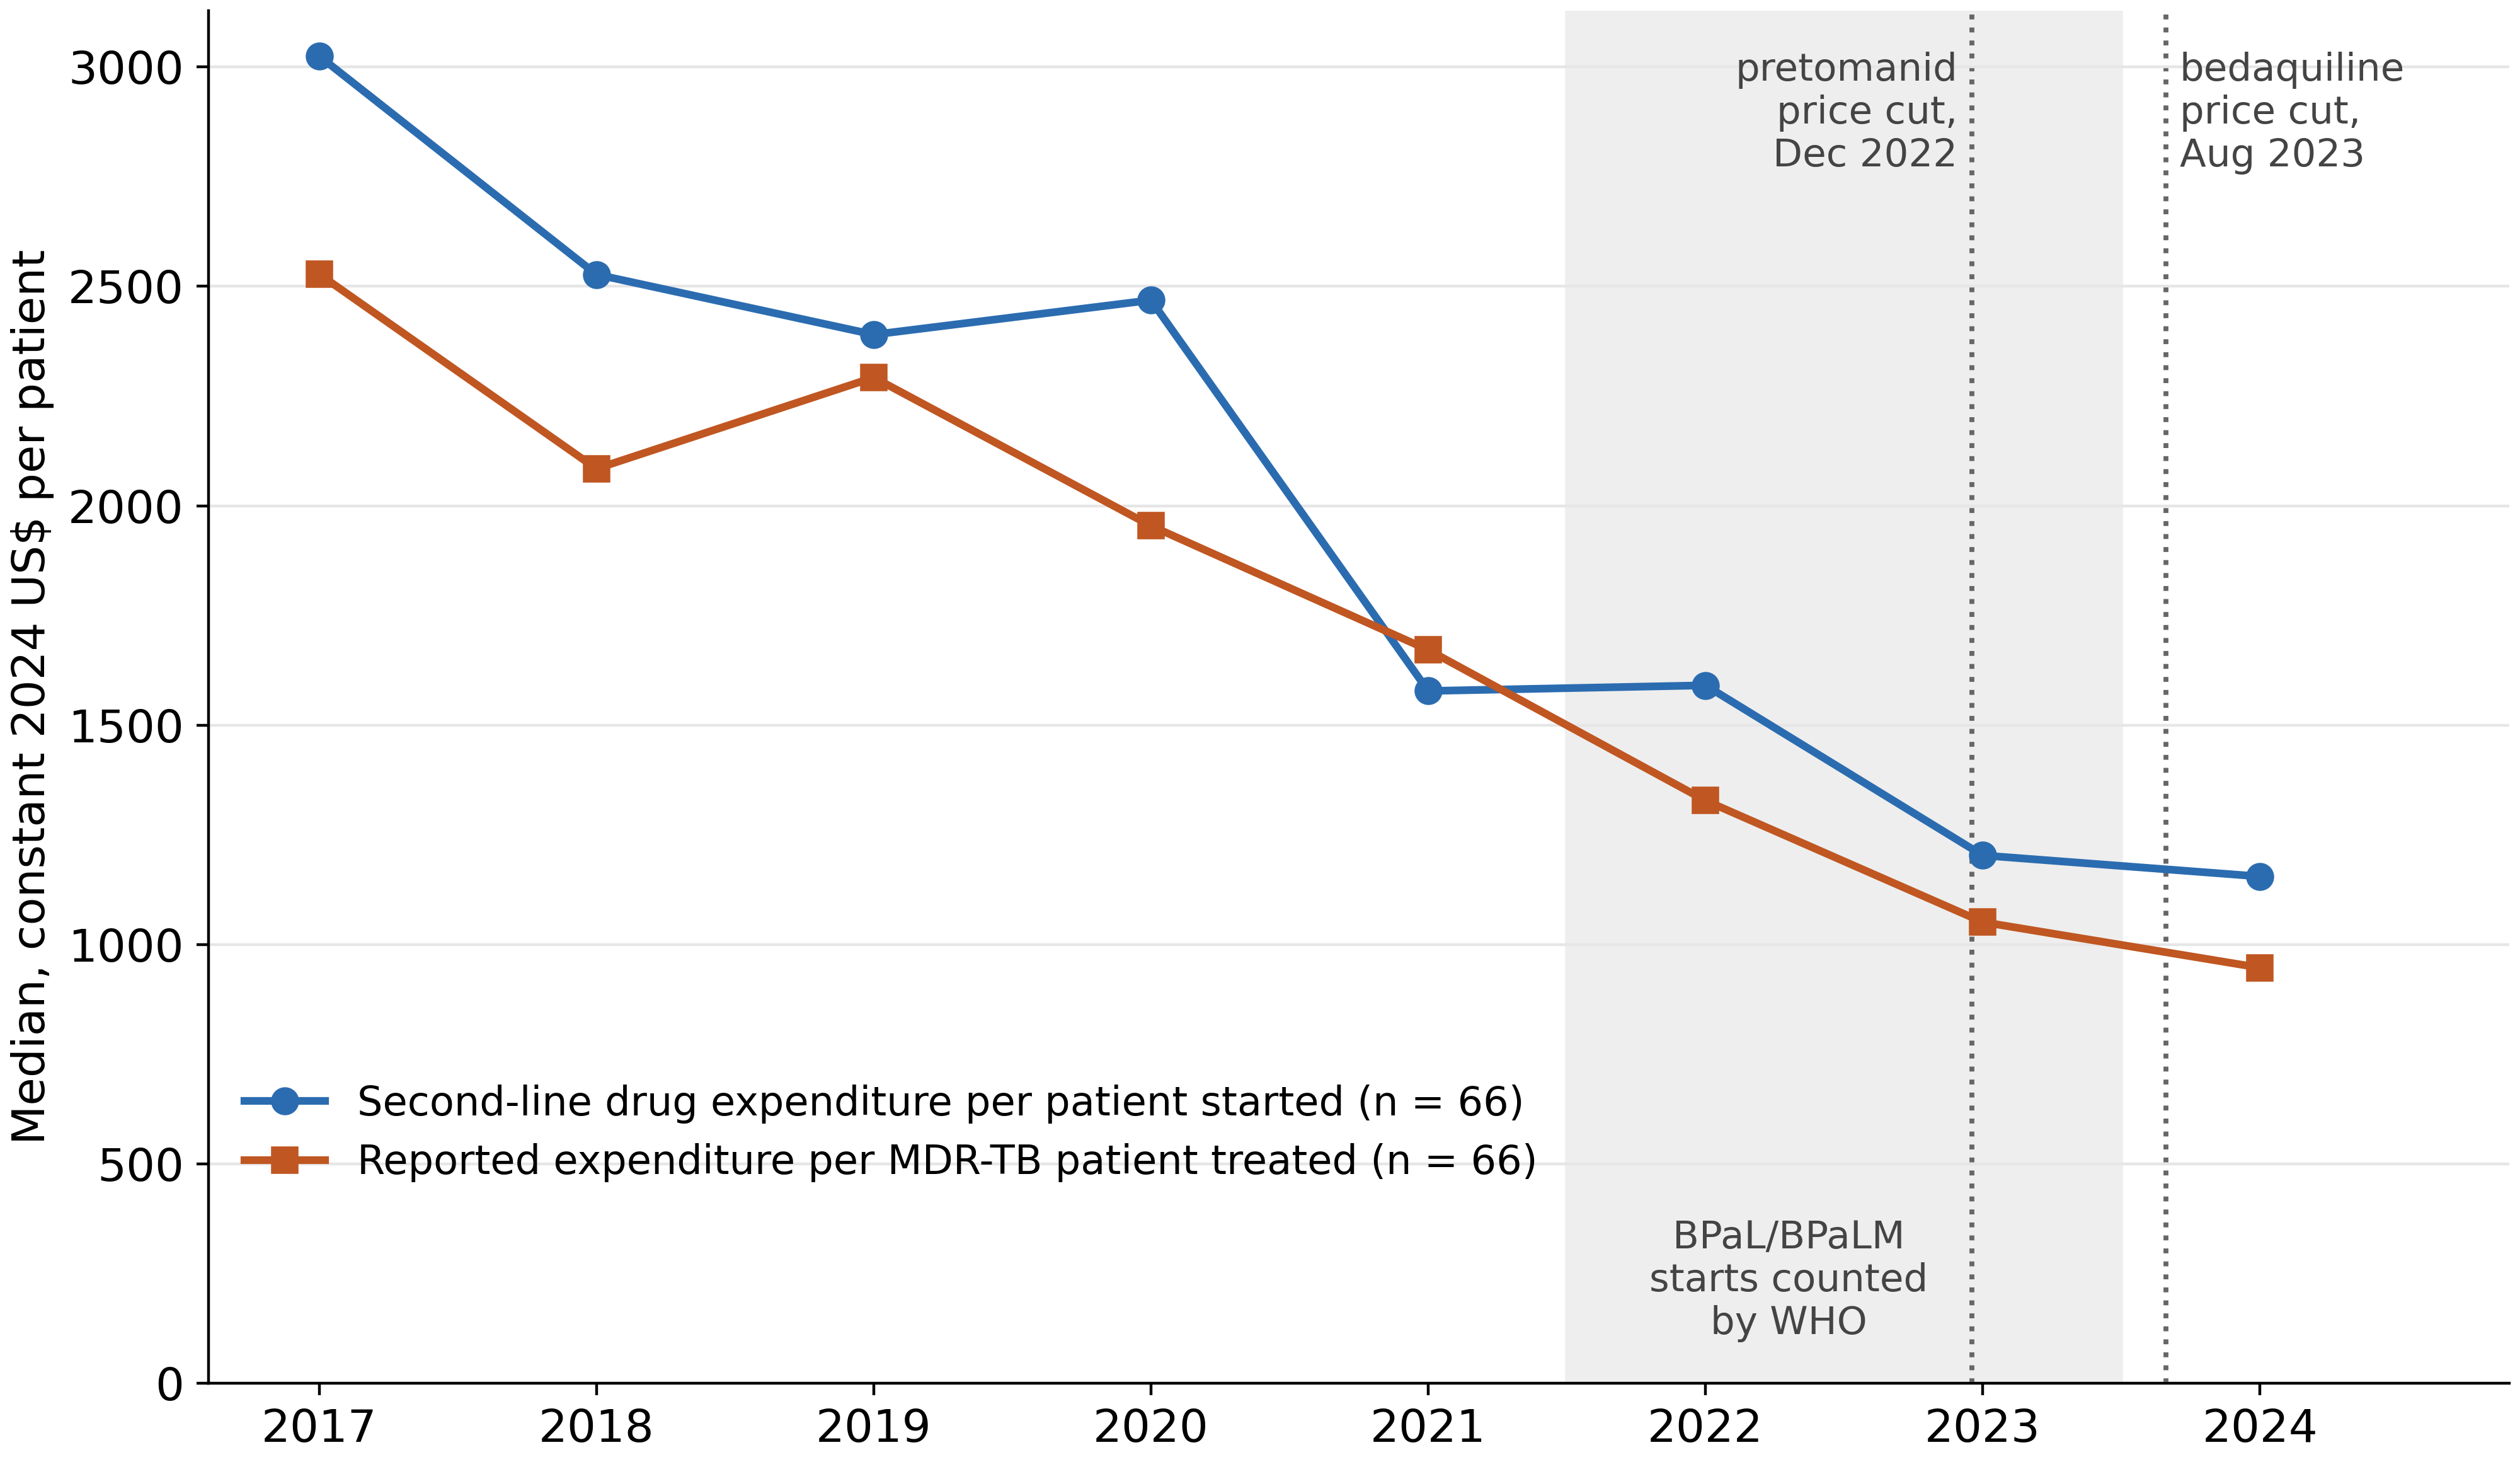 Median, constant 2024 US$ per patient
3000
2500
2000
1500
1000
500
0
pretomanid
price cut,
Dec 2022
bedaquiline
price cut,
Aug 2023
Second-line drug expenditure per patient started (n = 66)
Reported expenditure per MDR-TB patient treated (n = 66)
BPaL/BPaLM
starts counted
by WHO
2017
2018
2019
2020
2021
2022
2023
2024